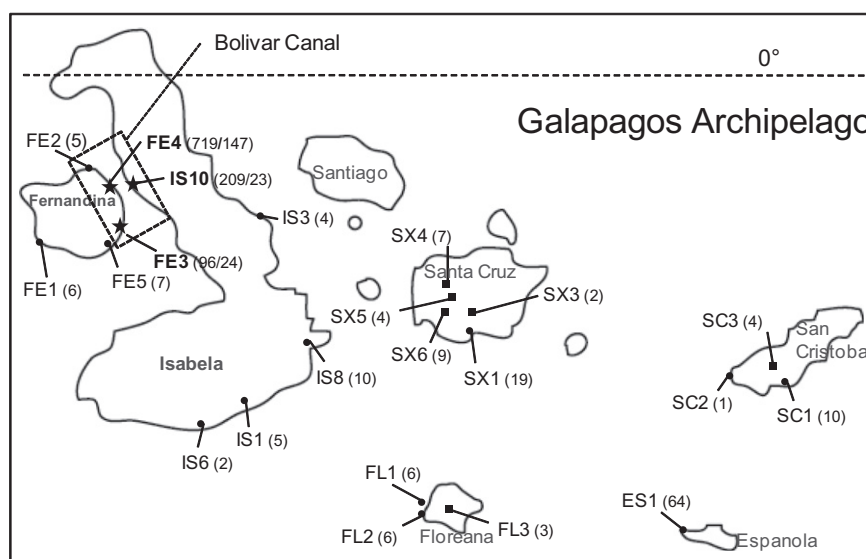 Bolivar Canal
0°
Galapagos Archipelago
FE2 (5)
FE4 (719/147)
Santiago
IS10 (209/23)
Fernandina
IS3 (4)
SX4 (7)
FE3 (96/24)
Santa Cruz
FE5 (7)
FE1 (6)
SX3 (2)
SX5 (4)
SC3 (4)
San
Cristoba
SX6 (9)
IS8 (10)
Isabela
SX1 (19)
SC2 (1)
SC1 (10)
IS1 (5)
IS6 (2)
FL1 (6)
ES1 (64)
FL2 (6)
Floreana
FL3 (3)
Espanola